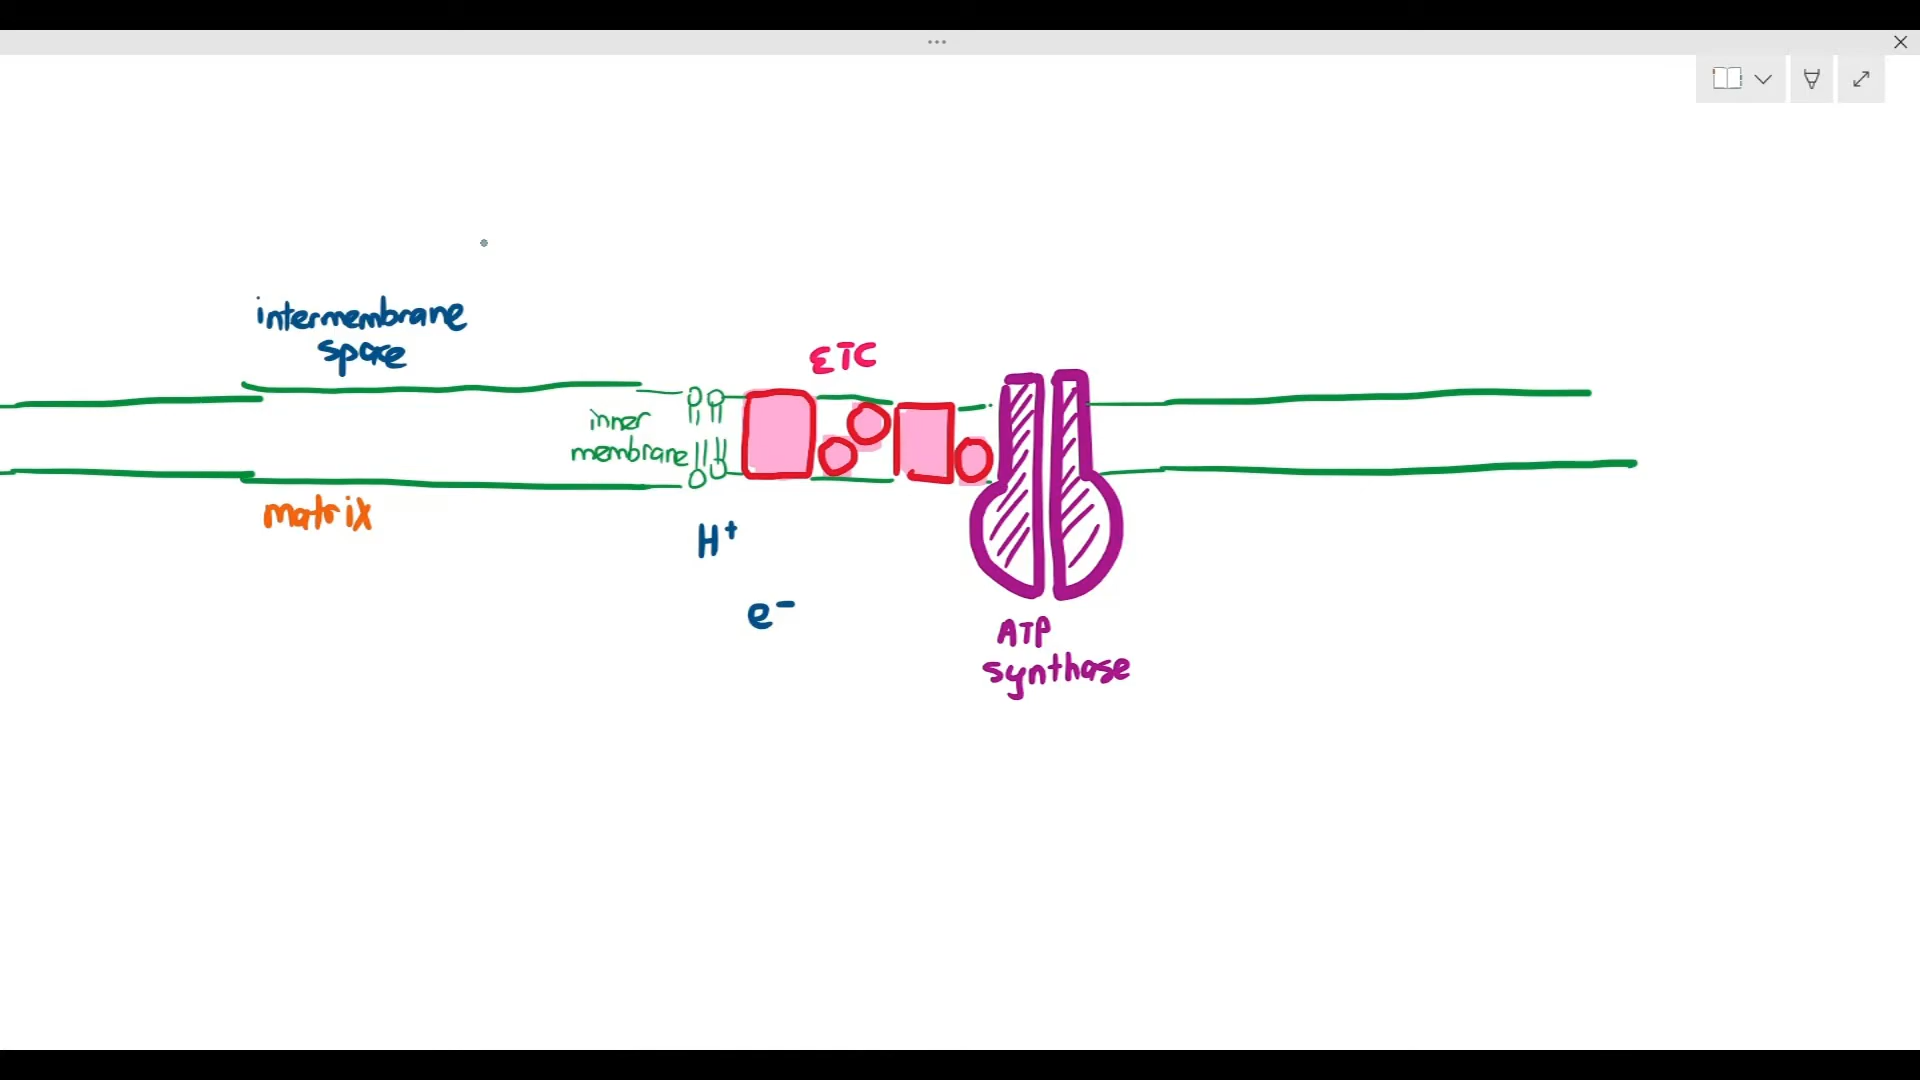 intermembrane
space
ETC
inner
membrane
matrix
H⁺
e⁻
ATP
synthase